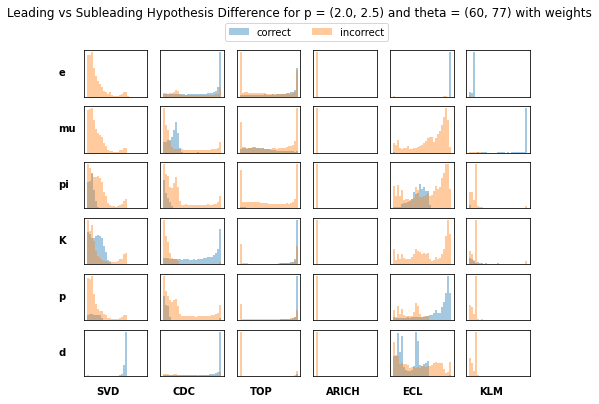 Leading vs Subleading Hypothesis Difference for p = (2.0, 2.5) and theta = (60, 77) with weights
correct incorrect
e
mu
pi
K
p
d
SVD CDC TOP ARICH ECL KLM